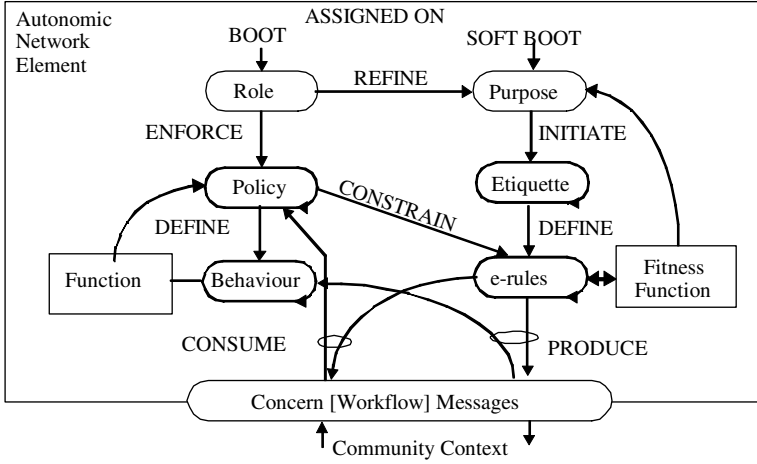 Autonomic
Network
Element
ASSIGNED ON
BOOT
SOFT BOOT
Role
REFINE
Purpose
ENFORCE
INITIATE
Policy
CONSTRAIN
Etiquette
DEFINE
DEFINE
Function
Behaviour
e-rules
Fitness
Function
CONSUME
PRODUCE
Concern [Workflow] Messages
Community Context